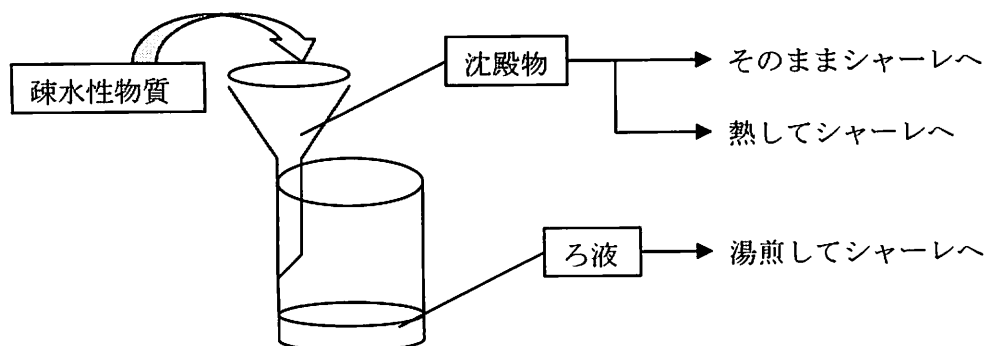 疎水性物質
沈殿物
そのままシャーレへ
熱してシャーレへ
ろ液
湯煎してシャーレへ